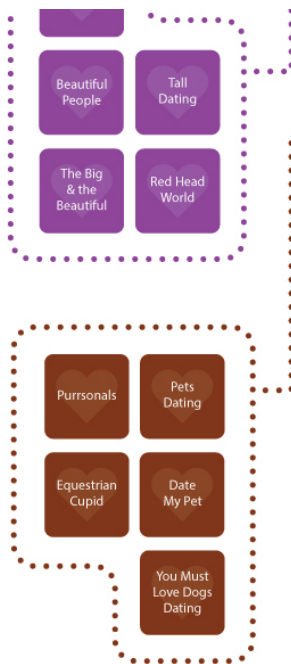 Beautiful
People
Tall
Dating
The Big
& the
Beautiful
Red Head
World
Purrsonals
Pets
Dating
Equestrian
Cupid
Date
My Pet
You Must
Love Dogs
Dating